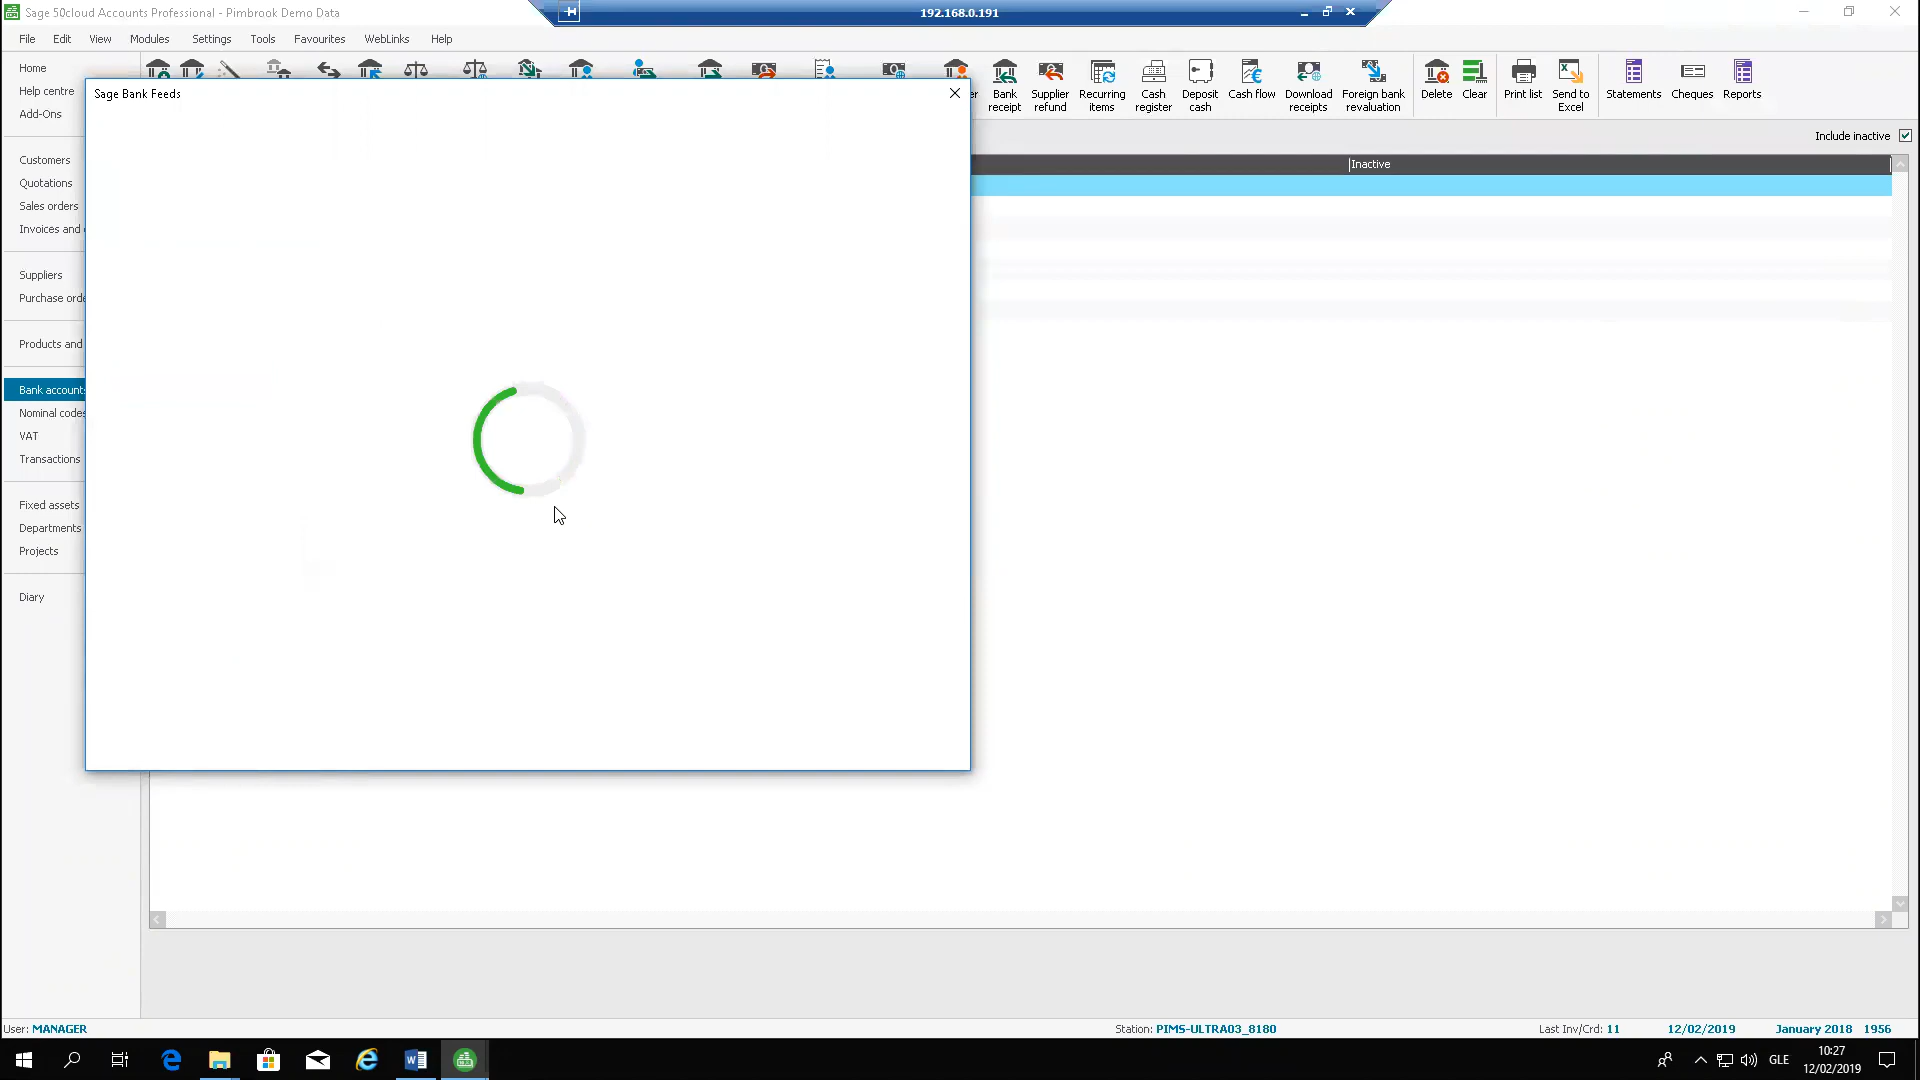 Sage 50cloud Accounts Professional - Pimbrook Demo Data
192.168.0.191
File Edit View Modules Settings Tools Favourites WebLinks Help
Home
Help centre
Add-Ons
Customers
Quotations
Sales orders
Invoices and
Suppliers
Purchase
Products and
Bank accounts
Nominal codes
VAT
Transactions
Fixed assets
Departments
Projects
Diary
Sage Bank Feeds
Bank receipt
Supplier refund
Recurring items
Cash register
Deposit cash
Cash flow
Download receipts
Foreign bank revaluation
Delete
Clear
Print list
Send to Excel
Statements
Cheques
Reports
Include inactive
Inactive
User: MANAGER
Station: PIMS-ULTRA03_8180
Last Inv/Crd: 11
12/02/2019
January 2018
1956
GLE
10:27
12/02/2019